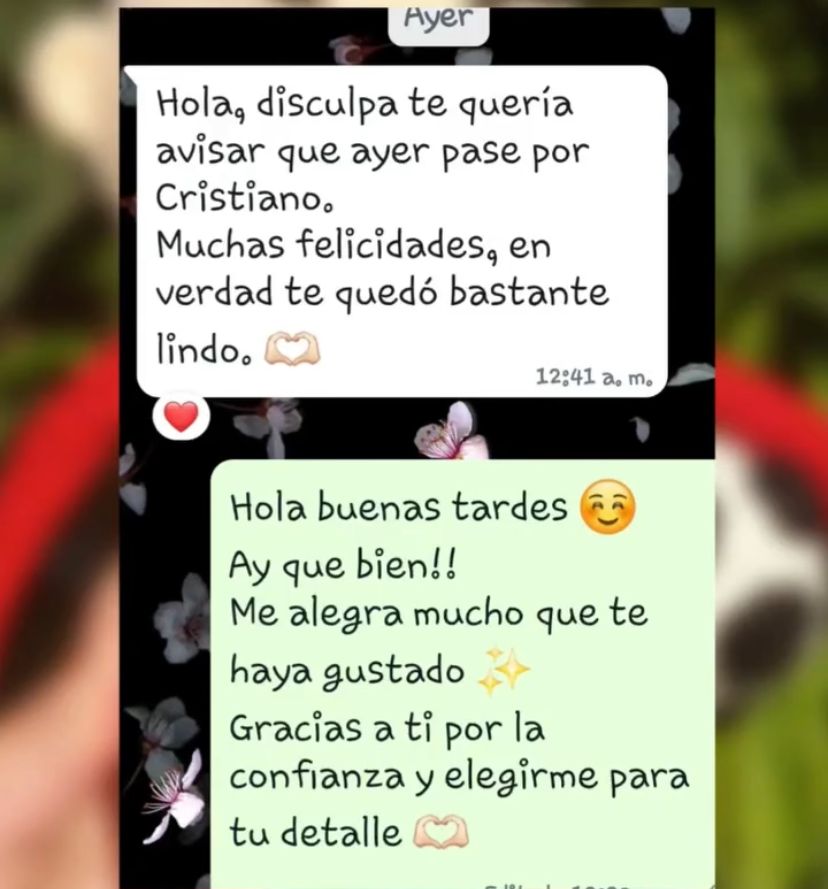 Ayer
Hola, disculpa te quería
avisar que ayer pase por
Cristiano.
Muchas felicidades, en
verdad te quedó bastante
lindo. 🫶🏻
12:41 a. m.
❤️
Hola buenas tardes ☺️
Ay que bien!!
Me alegra mucho que te
haya gustado ✨
Gracias a ti por la
confianza y elegirme para
tu detalle 🫶🏻